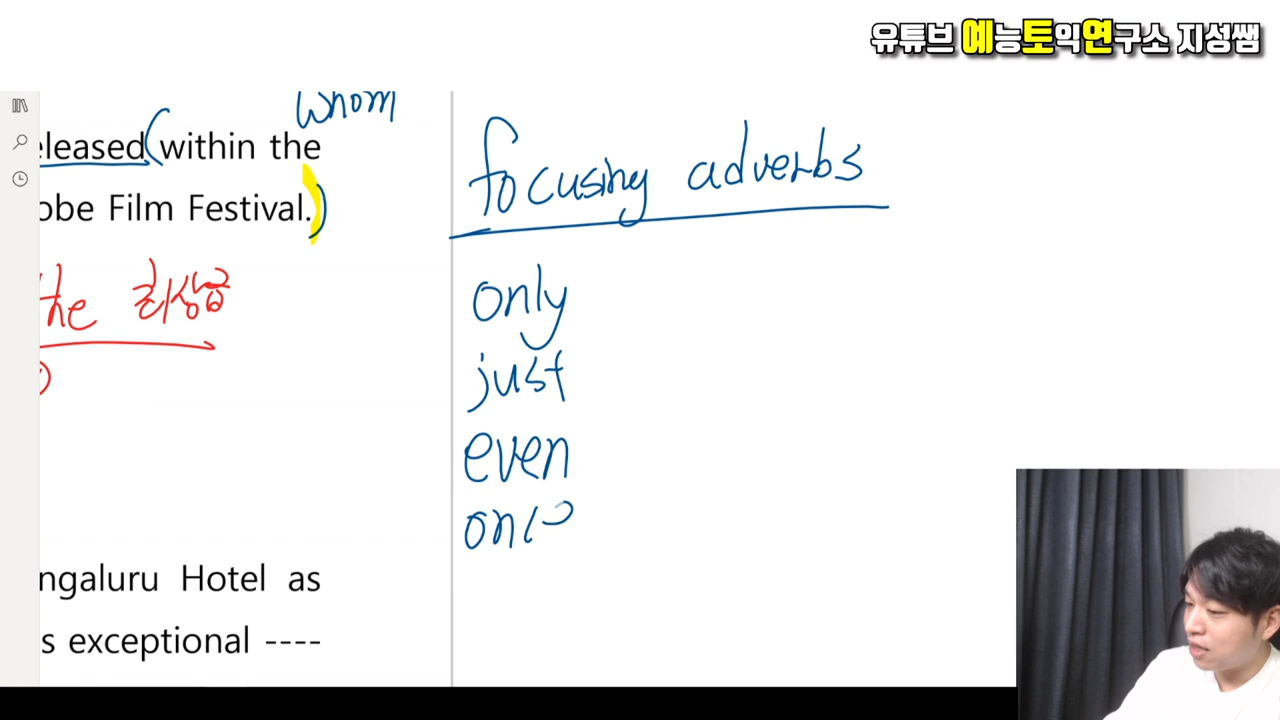 유튜브 예능토익연구소 지성쌤
whom
eleased (within the
obe Film Festival.)
the 최상급
focusing adverbs
only
just
even
ngaluru Hotel as
s exceptional ----